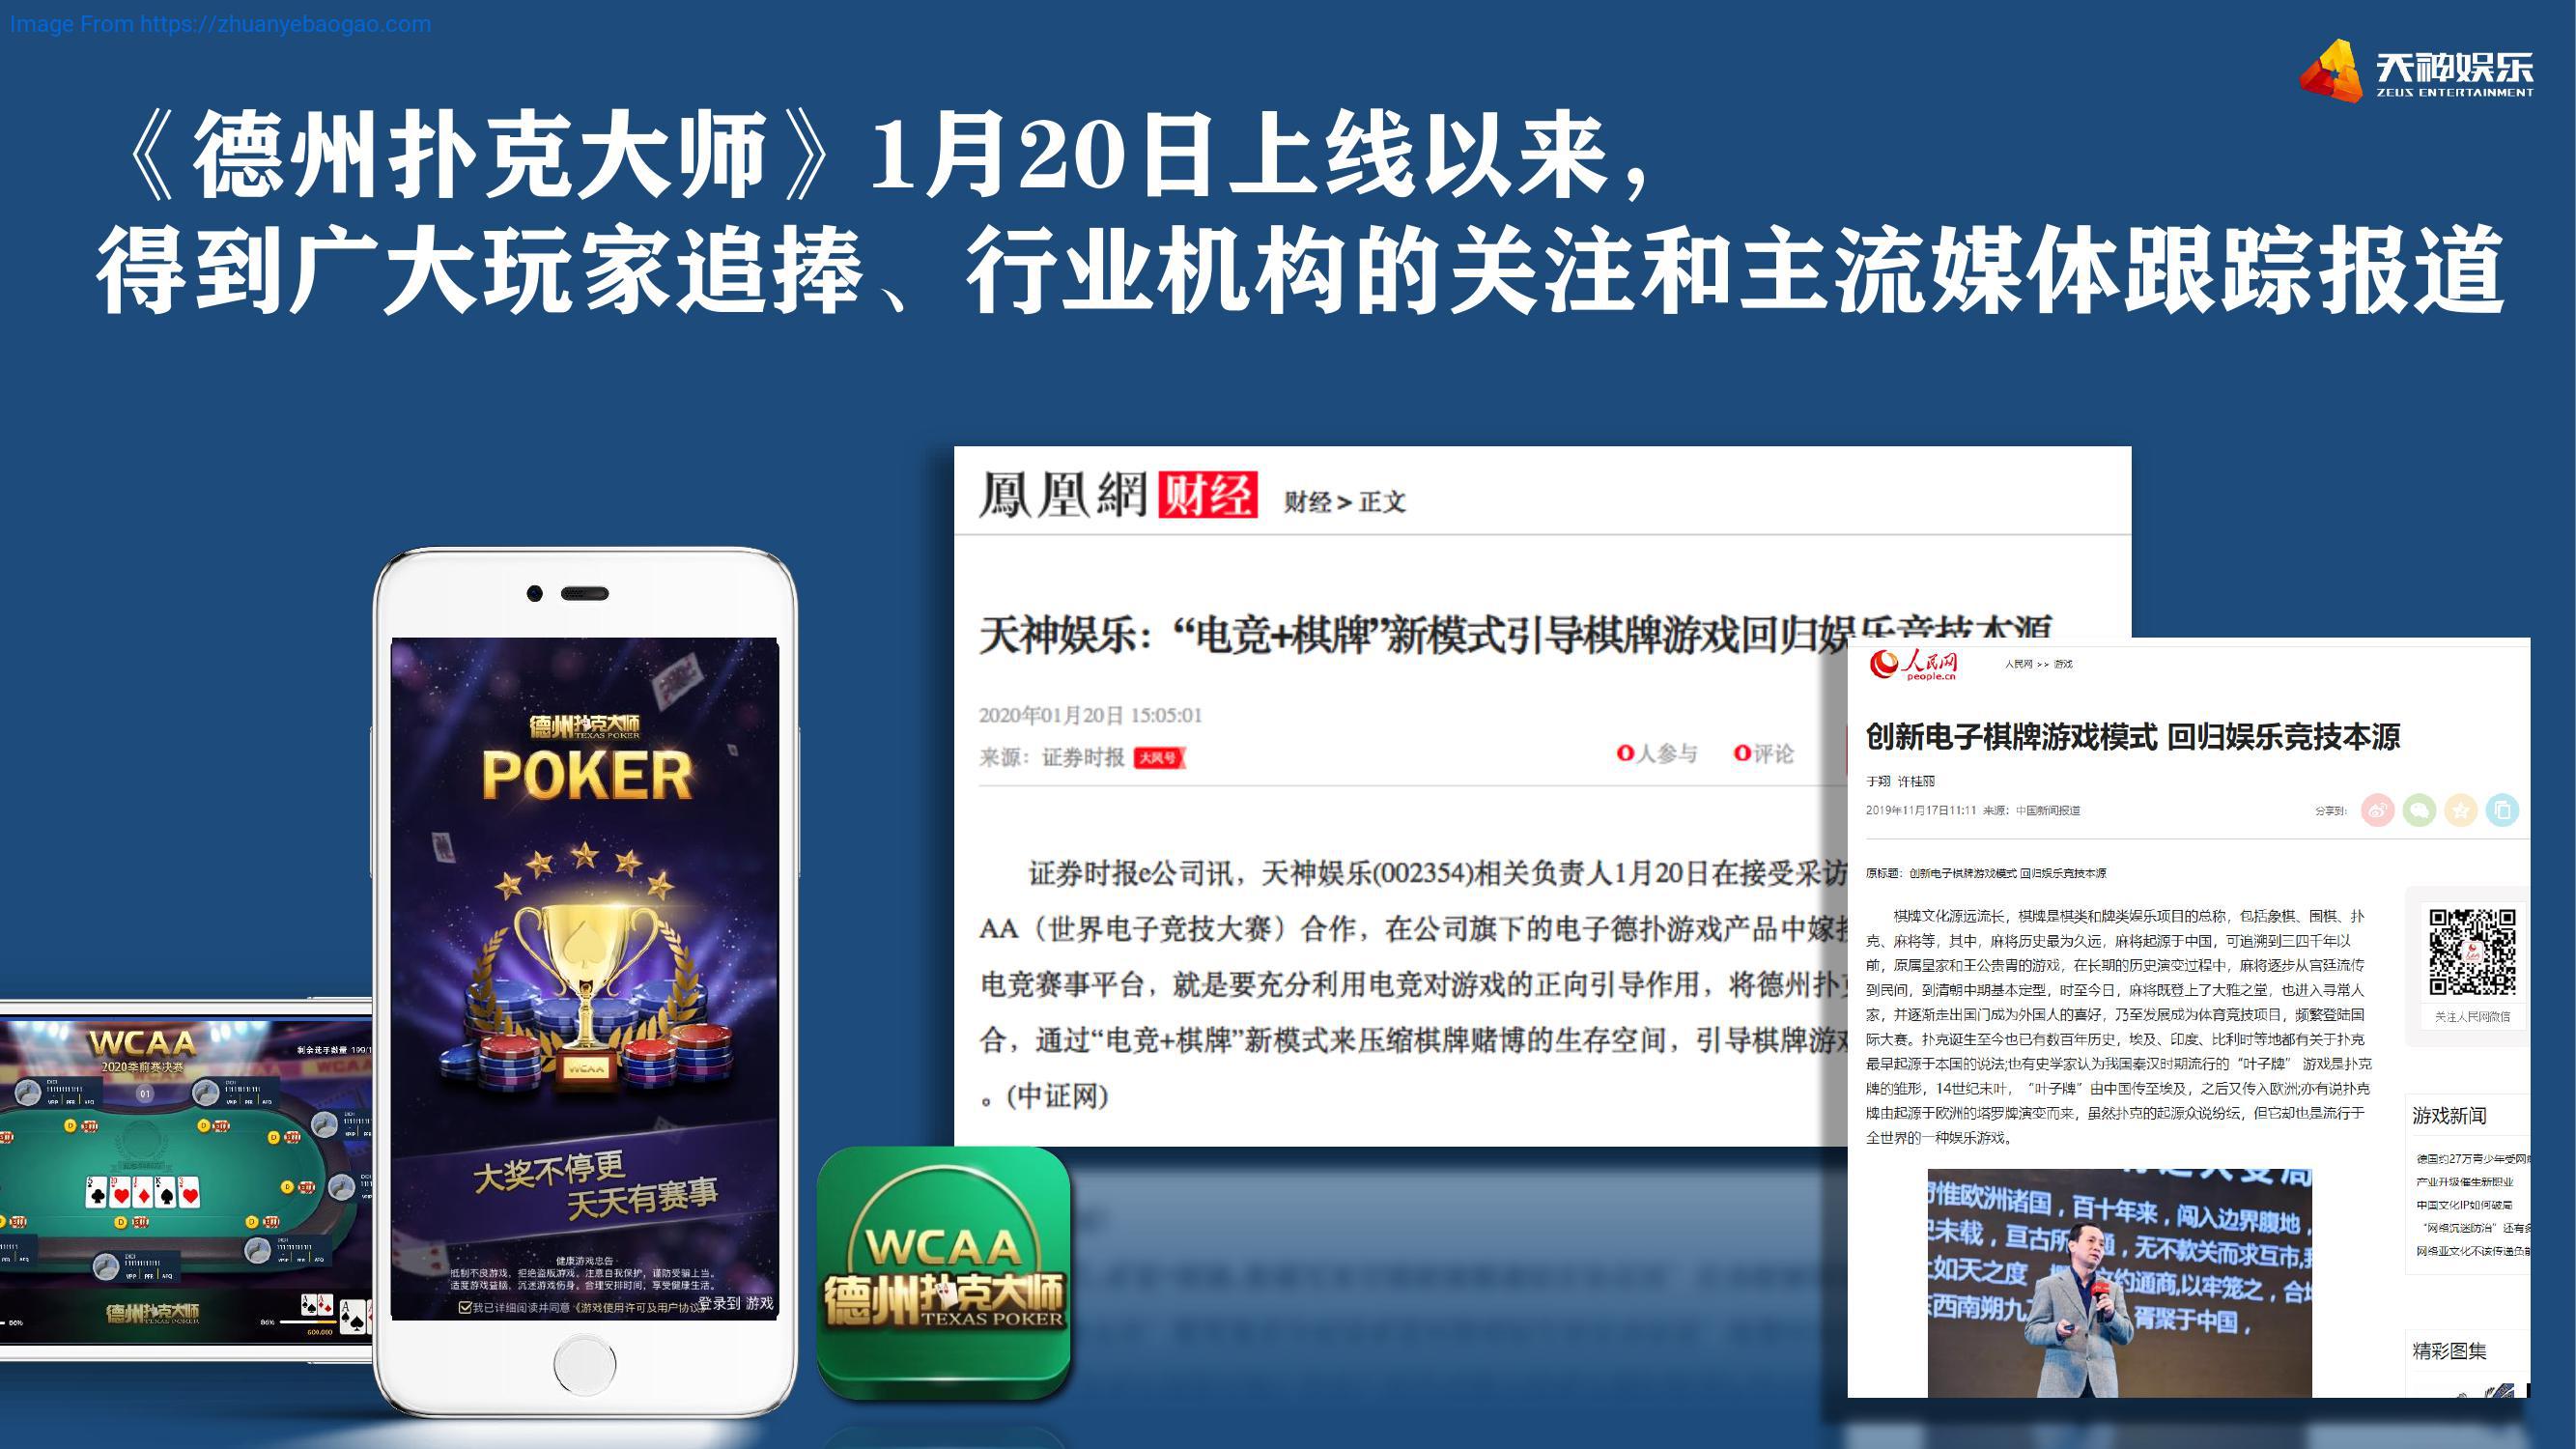 Image From https://zhuanyebaogao.com
天神娱乐
ZEUS ENTERTAINMENT
《德州扑克大师》1月20日上线以来，
得到广大玩家追捧、行业机构的关注和主流媒体跟踪报道
鳳凰網 财经 财经 > 正文
天神娱乐：“电竞+棋牌”新模式引导棋牌游戏回归娱乐竞技本源
2020年01月20日 15:05:01
来源：证券时报 大风号
0人参与 0评论
证券时报e公司讯，天神娱乐(002354)相关负责人1月20日在接受采访
AA（世界电子竞技大赛）合作，在公司旗下的电子德扑游戏产品中嫁接
电竞赛事平台，就是要充分利用电竞对游戏的正向引导作用，将德州扑克
合，通过“电竞+棋牌”新模式来压缩棋牌赌博的生存空间，引导棋牌游戏
。(中证网)
人民网
people.cn
人民网 >> 游戏
创新电子棋牌游戏模式 回归娱乐竞技本源
于翔 许桂丽
2019年11月17日11:11 来源：中国新闻报道
分享到:
原标题：创新电子棋牌游戏模式 回归娱乐竞技本源
棋牌文化源远流长，棋牌是棋类和牌类娱乐项目的总称，包括象棋、围棋、扑
克、麻将等，其中，麻将历史最为久远，麻将起源于中国，可追溯到三四千年以
前，原属皇家和王公贵胄的游戏，在长期的历史演变过程中，麻将逐步从宫廷流传
到民间，到清朝中期基本定型，时至今日，麻将既登上了大雅之堂，也进入寻常人
家，并逐渐走出国门成为外国人的喜好，乃至发展成为体育竞技项目，频繁登陆国
际大赛。扑克诞生至今也已有数百年历史，埃及、印度、比利时等地都有关于扑克
最早起源于本国的说法;也有史学家认为我国秦汉时期流行的“叶子牌” 游戏是扑克
牌的雏形，14世纪末叶，“叶子牌”由中国传至埃及，之后又传入欧洲;亦有说扑克
牌由起源于欧洲的塔罗牌演变而来，虽然扑克的起源众说纷纭，但它却也是流行于
全世界的一种娱乐游戏。
关注人民网微信
游戏新闻
德国约27万青少年受网
产业升级催生新职业
中国文化IP如何破局
“网络沉迷防治”还有多
网络亚文化不该传递负能
精彩图集
惟欧洲诸国，百十年来，闯入边界腹地，
未载，亘古所 通，无不款关而求互市,
如天之度 约通商,以牢笼之，合
西南朔九 胥聚于中国，
德州扑克大师
TEXAS POKER
POKER
WCAA
大奖不停更
天天有赛事
健康游戏忠告
抵制不良游戏，拒绝盗版游戏。注意自我保护，谨防受骗上当。
适度游戏益脑，沉迷游戏伤身。合理安排时间，享受健康生活。
我已详细阅读并同意《游戏使用许可及用户协议》
登录到 游戏
WCAA
2020季前赛决赛
剩余选手数量 199/1
01
德州扑克大师
86%
86%
600.000
WCAA
德州扑克大师
TEXAS POKER